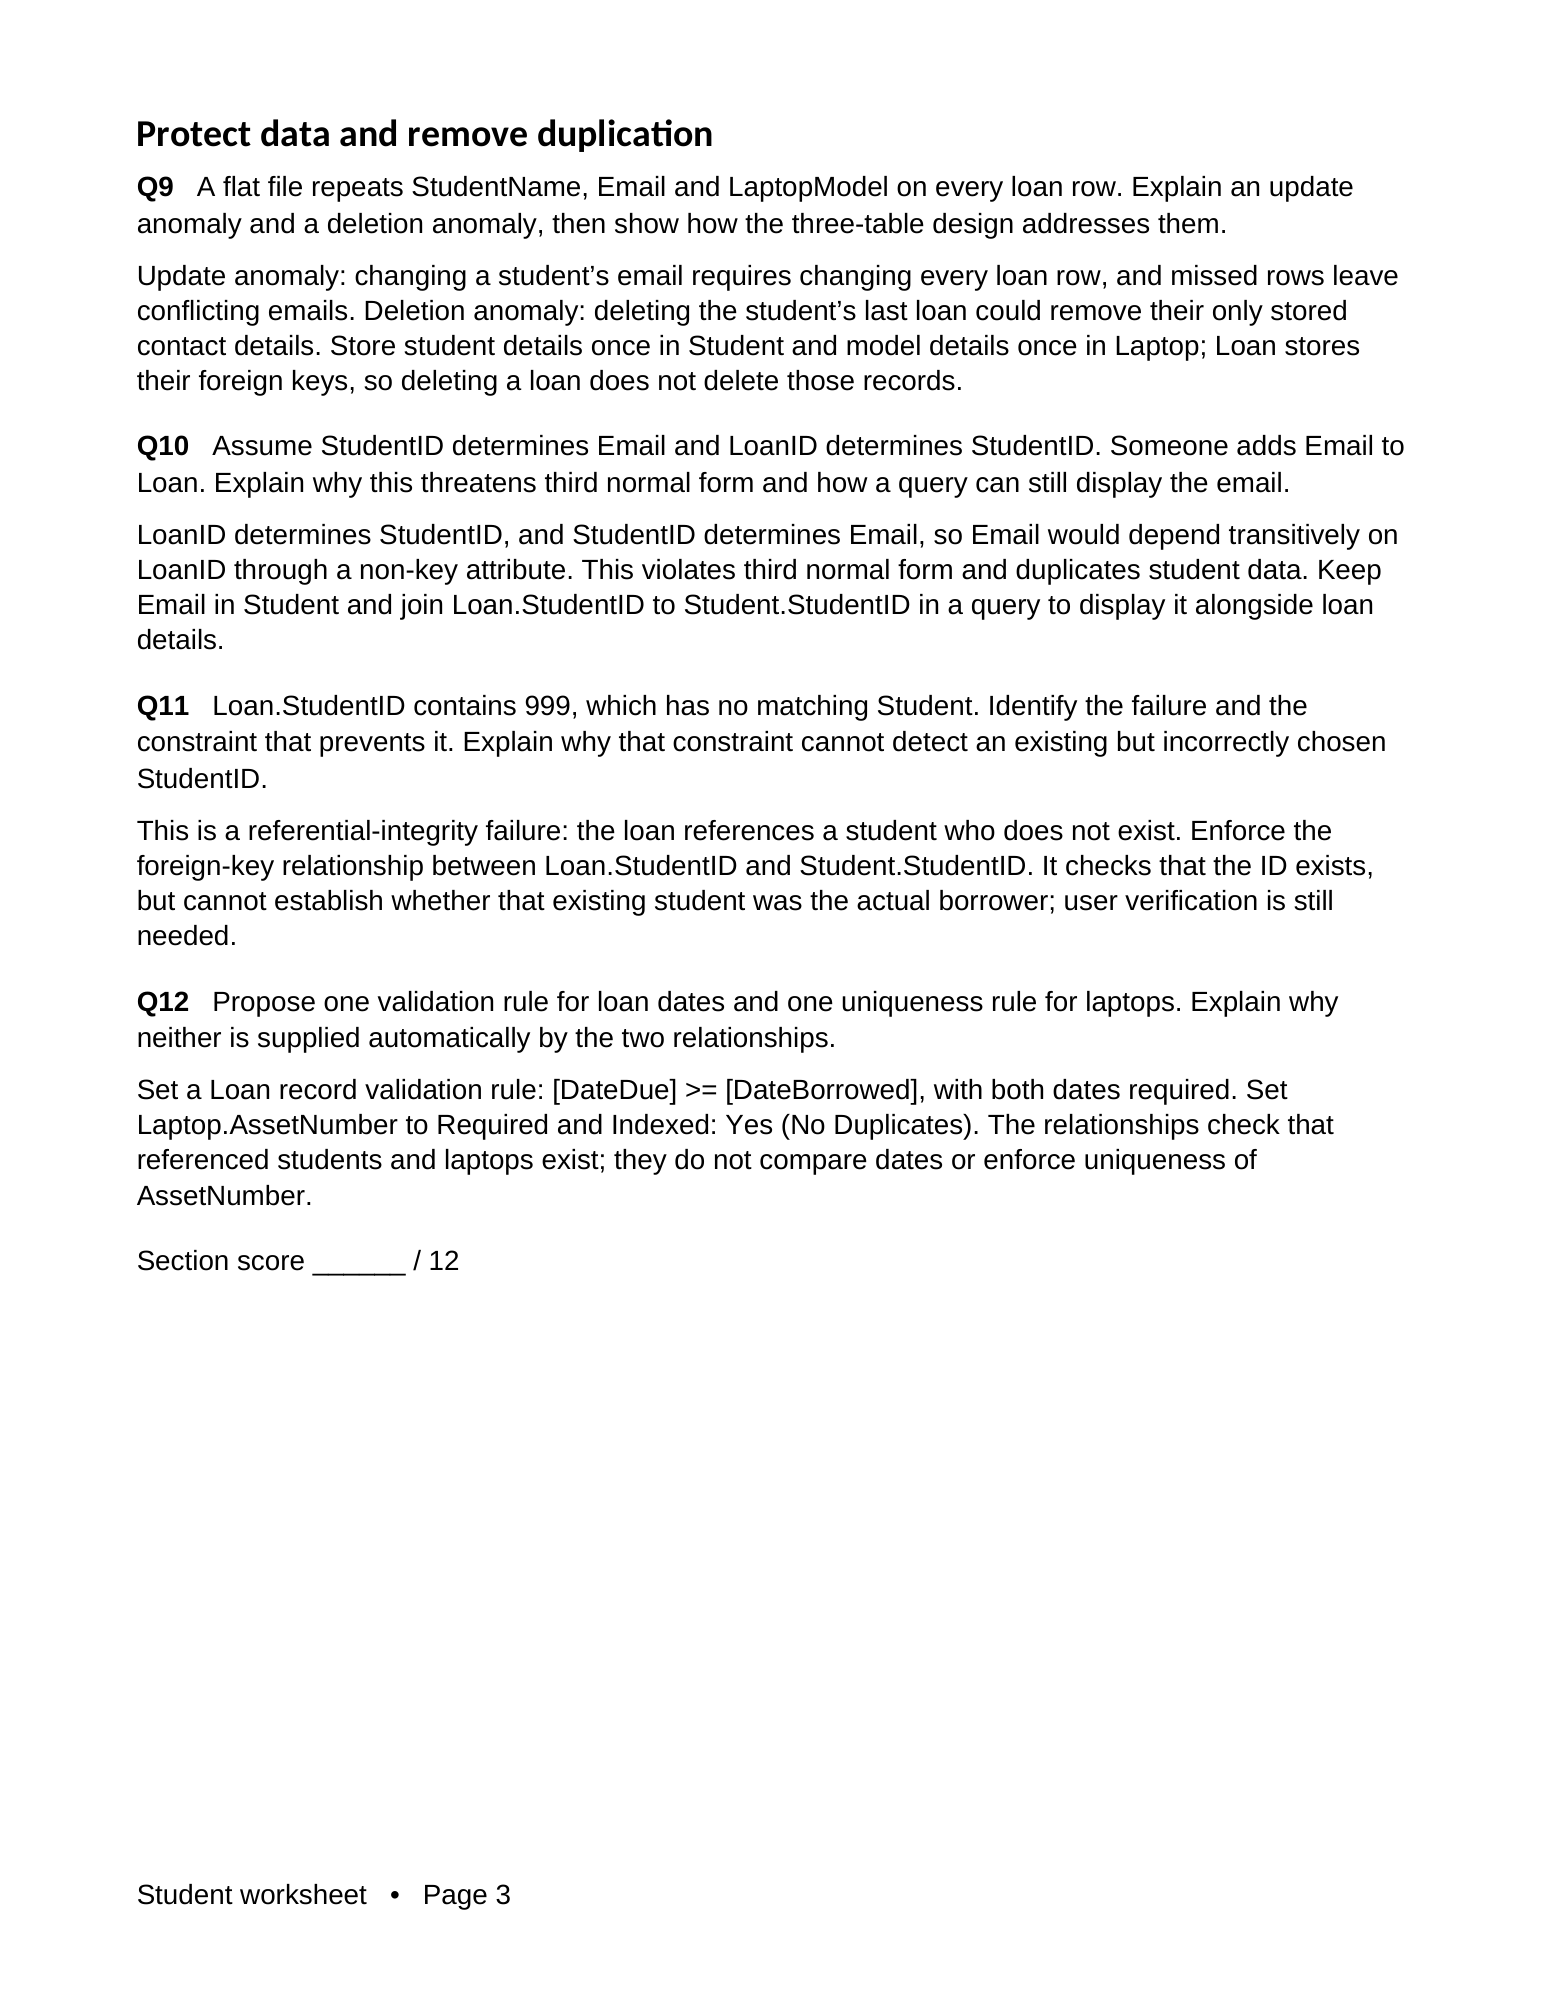 Protect data and remove duplication
Q9 A flat file repeats StudentName, Email and LaptopModel on every loan row. Explain an update
anomaly and a deletion anomaly, then show how the three-table design addresses them.
Update anomaly: changing a student’s email requires changing every loan row, and missed rows leave
conflicting emails. Deletion anomaly: deleting the student’s last loan could remove their only stored
contact details. Store student details once in Student and model details once in Laptop; Loan stores
their foreign keys, so deleting a loan does not delete those records.
Q10 Assume StudentID determines Email and LoanID determines StudentID. Someone adds Email to
Loan. Explain why this threatens third normal form and how a query can still display the email.
LoanID determines StudentID, and StudentID determines Email, so Email would depend transitively on
LoanID through a non-key attribute. This violates third normal form and duplicates student data. Keep
Email in Student and join Loan.StudentID to Student.StudentID in a query to display it alongside loan
details.
Q11 Loan.StudentID contains 999, which has no matching Student. Identify the failure and the
constraint that prevents it. Explain why that constraint cannot detect an existing but incorrectly chosen
StudentID.
This is a referential-integrity failure: the loan references a student who does not exist. Enforce the
foreign-key relationship between Loan.StudentID and Student.StudentID. It checks that the ID exists,
but cannot establish whether that existing student was the actual borrower; user verification is still
needed.
Q12 Propose one validation rule for loan dates and one uniqueness rule for laptops. Explain why
neither is supplied automatically by the two relationships.
Set a Loan record validation rule: [DateDue] >= [DateBorrowed], with both dates required. Set
Laptop.AssetNumber to Required and Indexed: Yes (No Duplicates). The relationships check that
referenced students and laptops exist; they do not compare dates or enforce uniqueness of
AssetNumber.
Section score ______ / 12
Student worksheet • Page 3